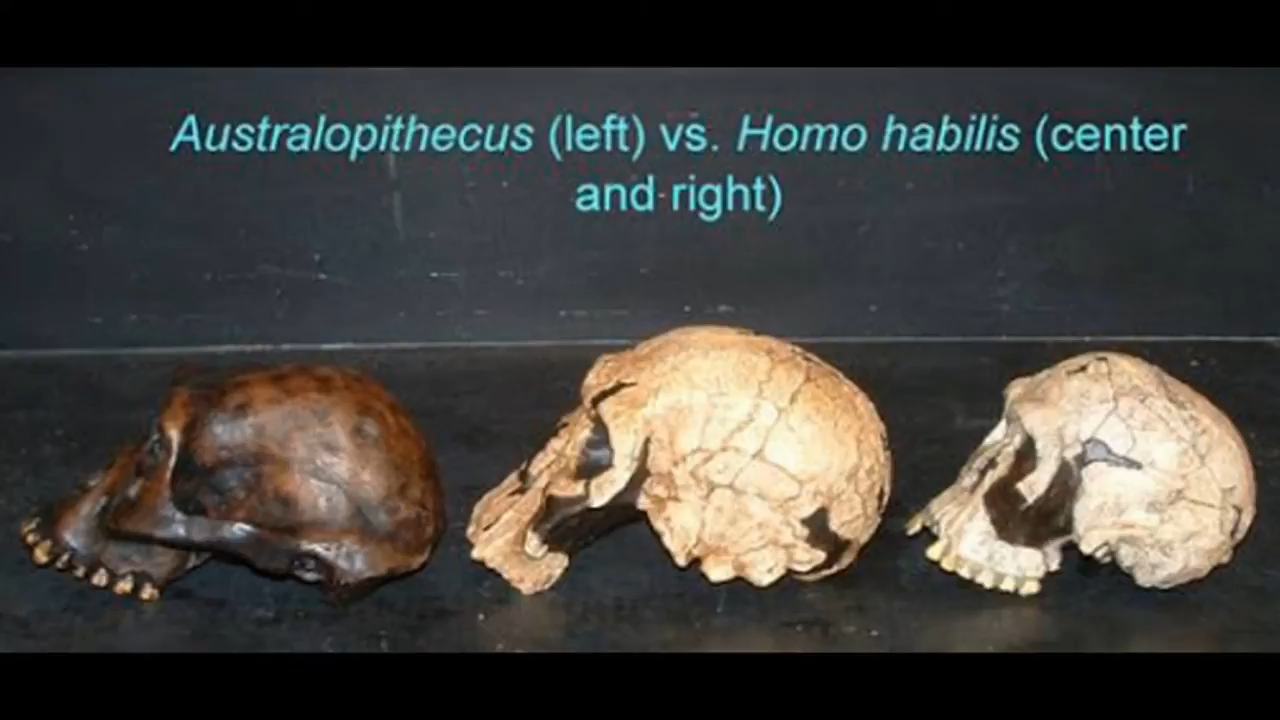 Australopithecus (left) vs. Homo habilis (center
and right)